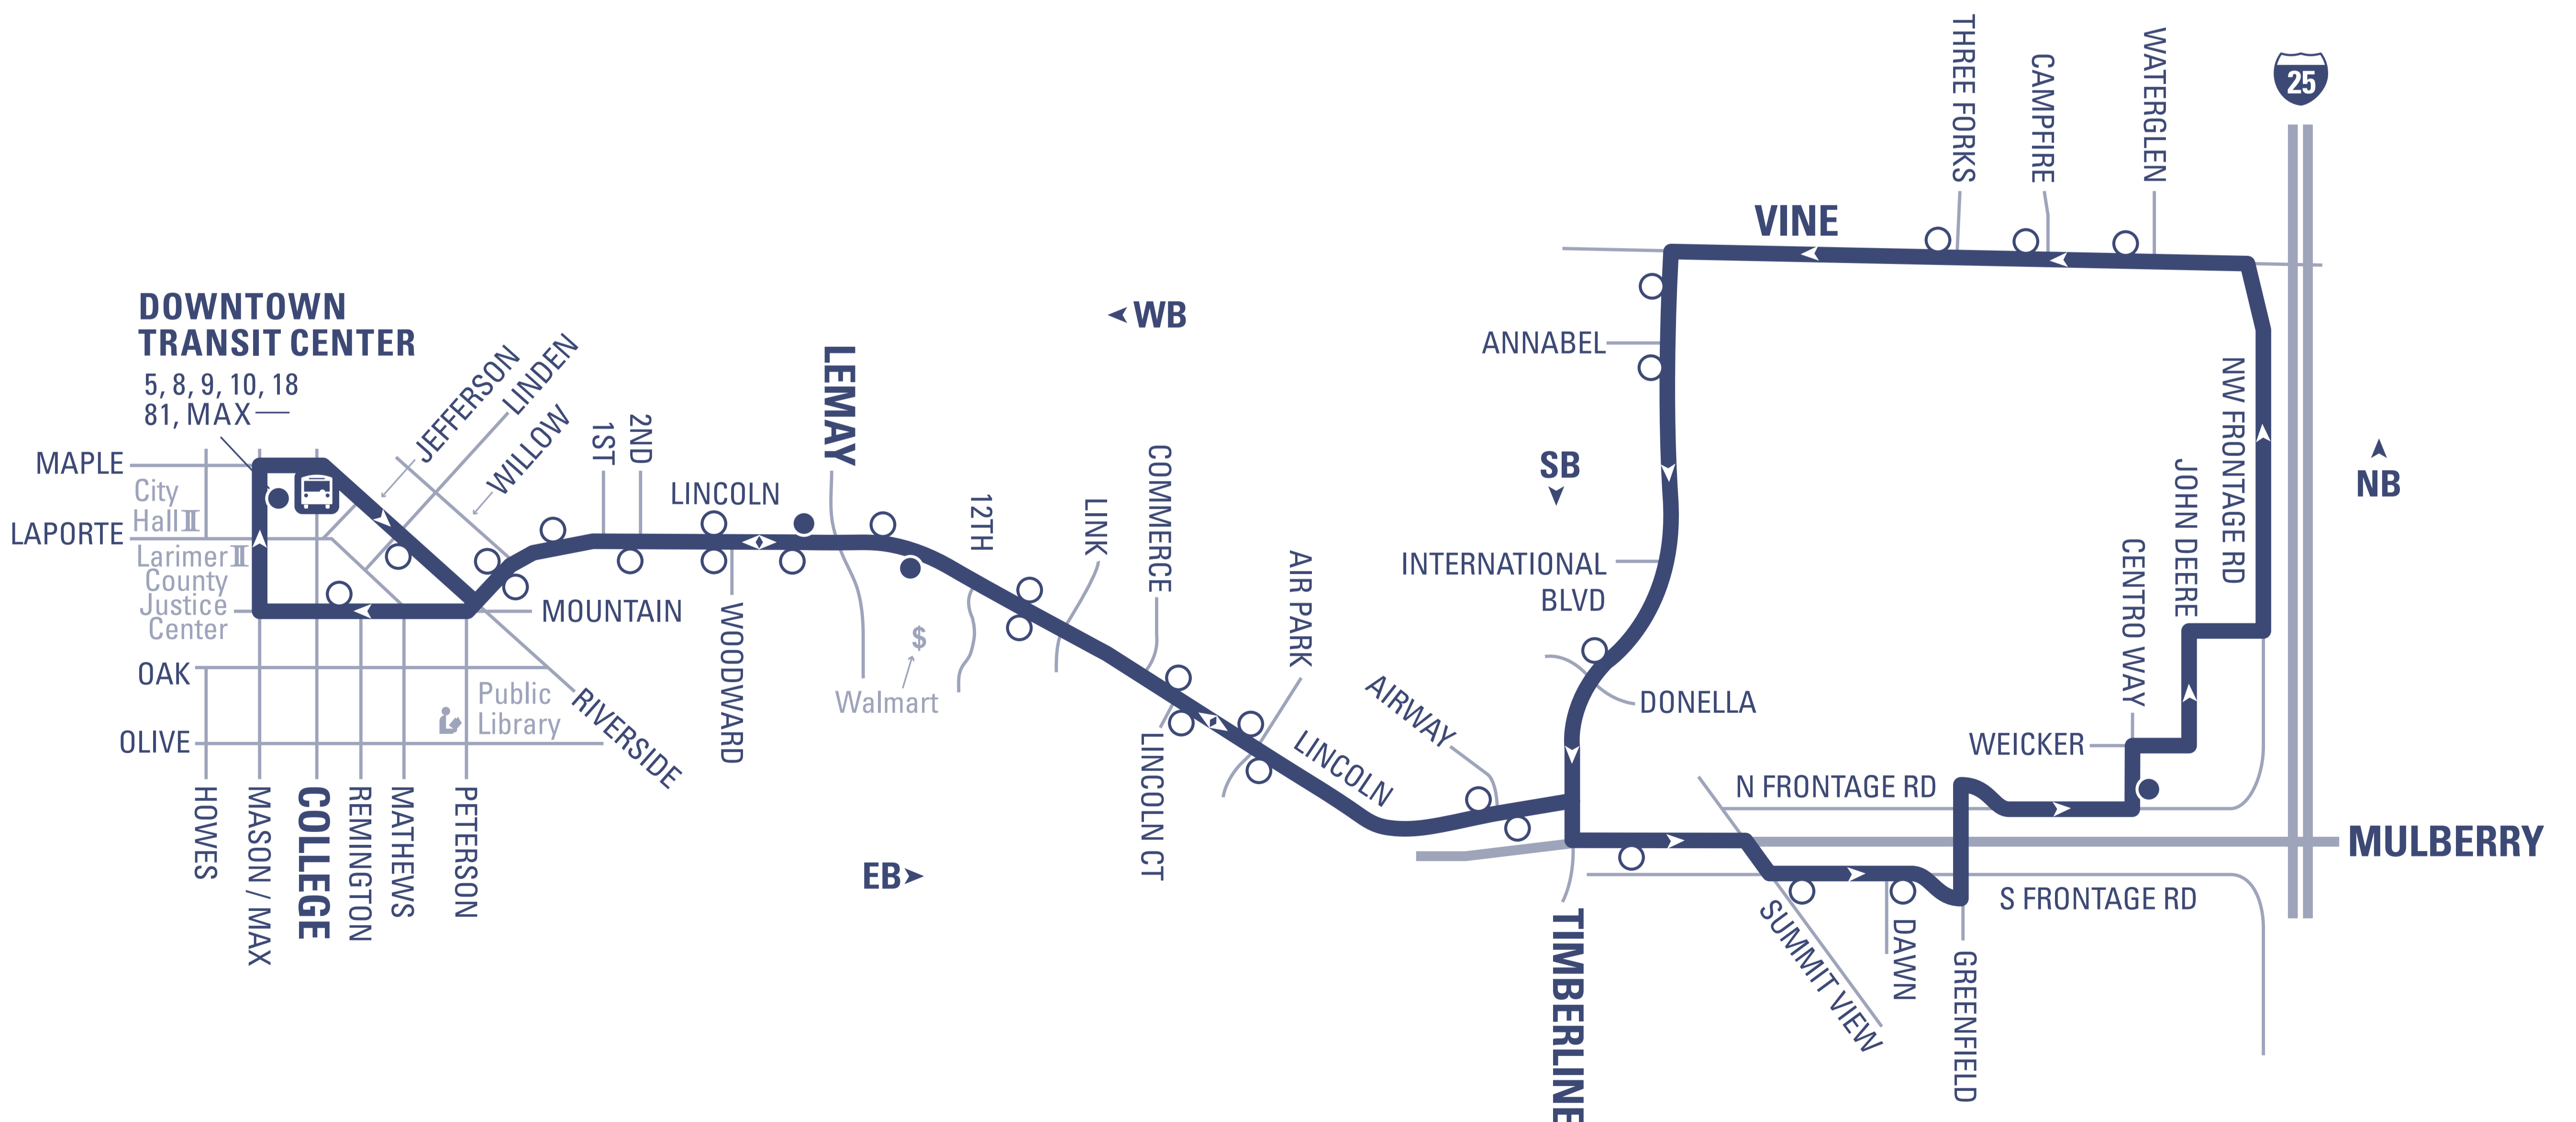 THREE FORKS
CAMPFIRE
WATERGLEN
25
VINE
DOWNTOWN
TRANSIT CENTER
5, 8, 9, 10, 18
81, MAX
WB
ANNABEL
JEFFERSON
LINDEN
WILLOW
1ST
2ND
LEMAY
LINCOLN
COMMERCE
SB
NB
NW FRONTAGE RD
JOHN DEERE
MAPLE
City
Hall
LAPORTE
Larimer
County
Justice
Center
MOUNTAIN
12TH
LINK
AIR PARK
INTERNATIONAL
BLVD
CENTRO WAY
OAK
OLIVE
Public
Library
RIVERSIDE
WOODWARD
$
Walmart
LINCOLN CT
LINCOLN
AIRWAY
DONELLA
WEICKER
N FRONTAGE RD
MULBERRY
HOWES
MASON / MAX
COLLEGE
REMINGTON
MATHEWS
PETERSON
EB
S FRONTAGE RD
TIMBERLINE
SUMMIT VIEW
DAWN
GREENFIELD